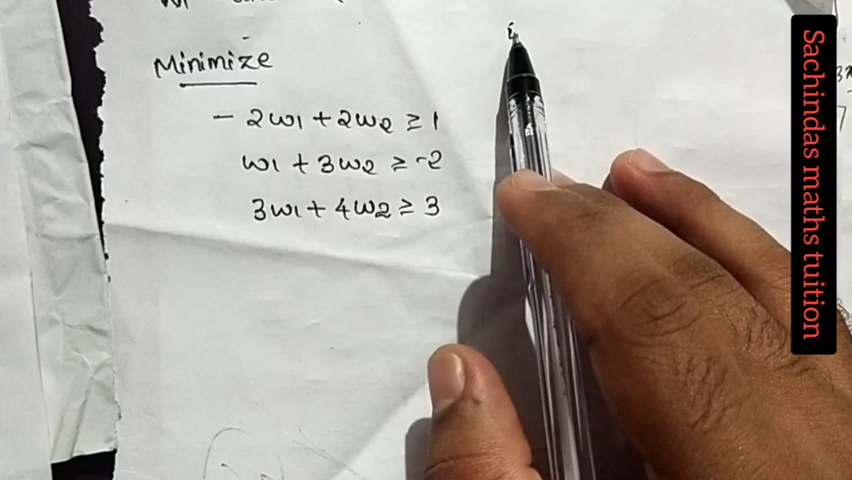 Minimize
- 2w1 + 2w2 ≥ 1
w1 + 3w2 ≥ -2
3w1 + 4w2 ≥ 3
Sachindas maths tuition